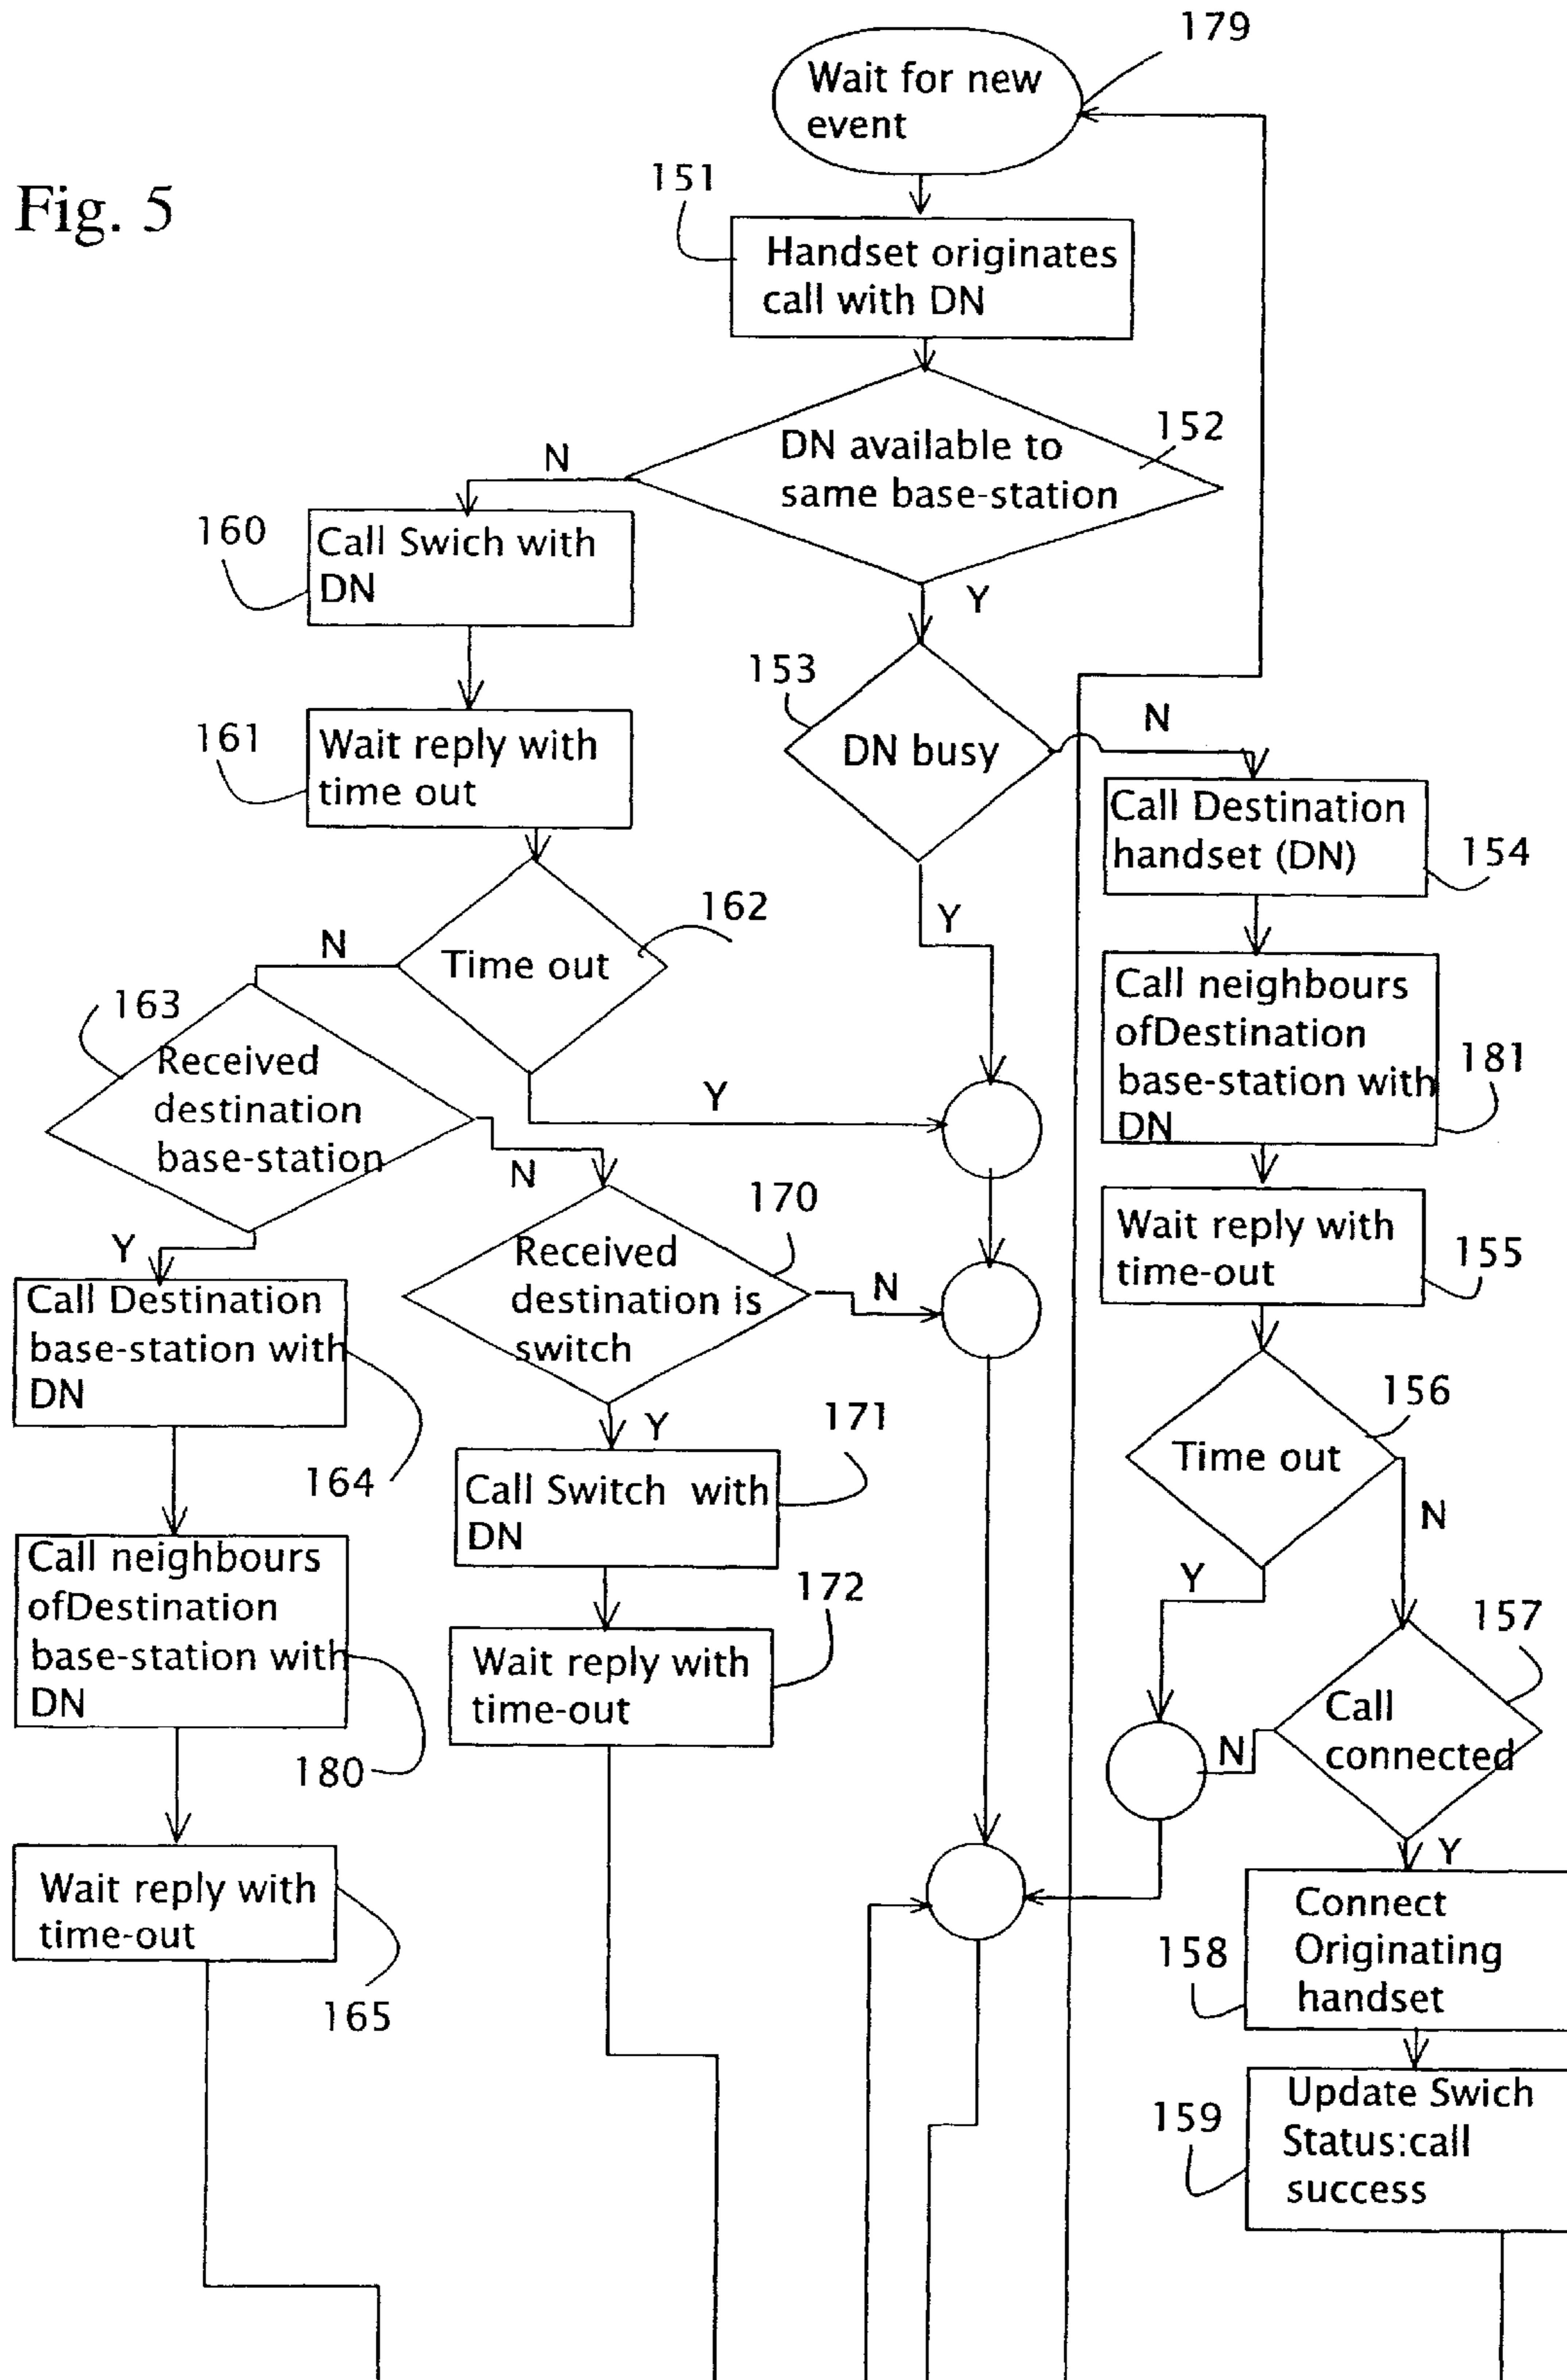 179
Wait for new
event
Fig. 5
151
Handset originates
call with DN
152
DN available to
same base-station
N
Y
160
Call Swich with
DN
153
DN busy
N
Y
161
Wait reply with
time out
Call Destination
handset (DN)
154
162
Time out
N
Y
Call neighbours
ofDestination
base-station with
DN
181
163
Received
destination
base-station
N
Y
170
Received
destination is
switch
N
Y
Wait reply with
time-out
155
Call Destination
base-station with
DN
164
156
Time out
N
Y
171
Call Switch with
DN
Call neighbours
ofDestination
base-station with
DN
180
172
Wait reply with
time-out
157
Call
connected
N
Y
Wait reply with
time-out
165
Connect
Originating
handset
158
Update Swich
Status:call
success
159